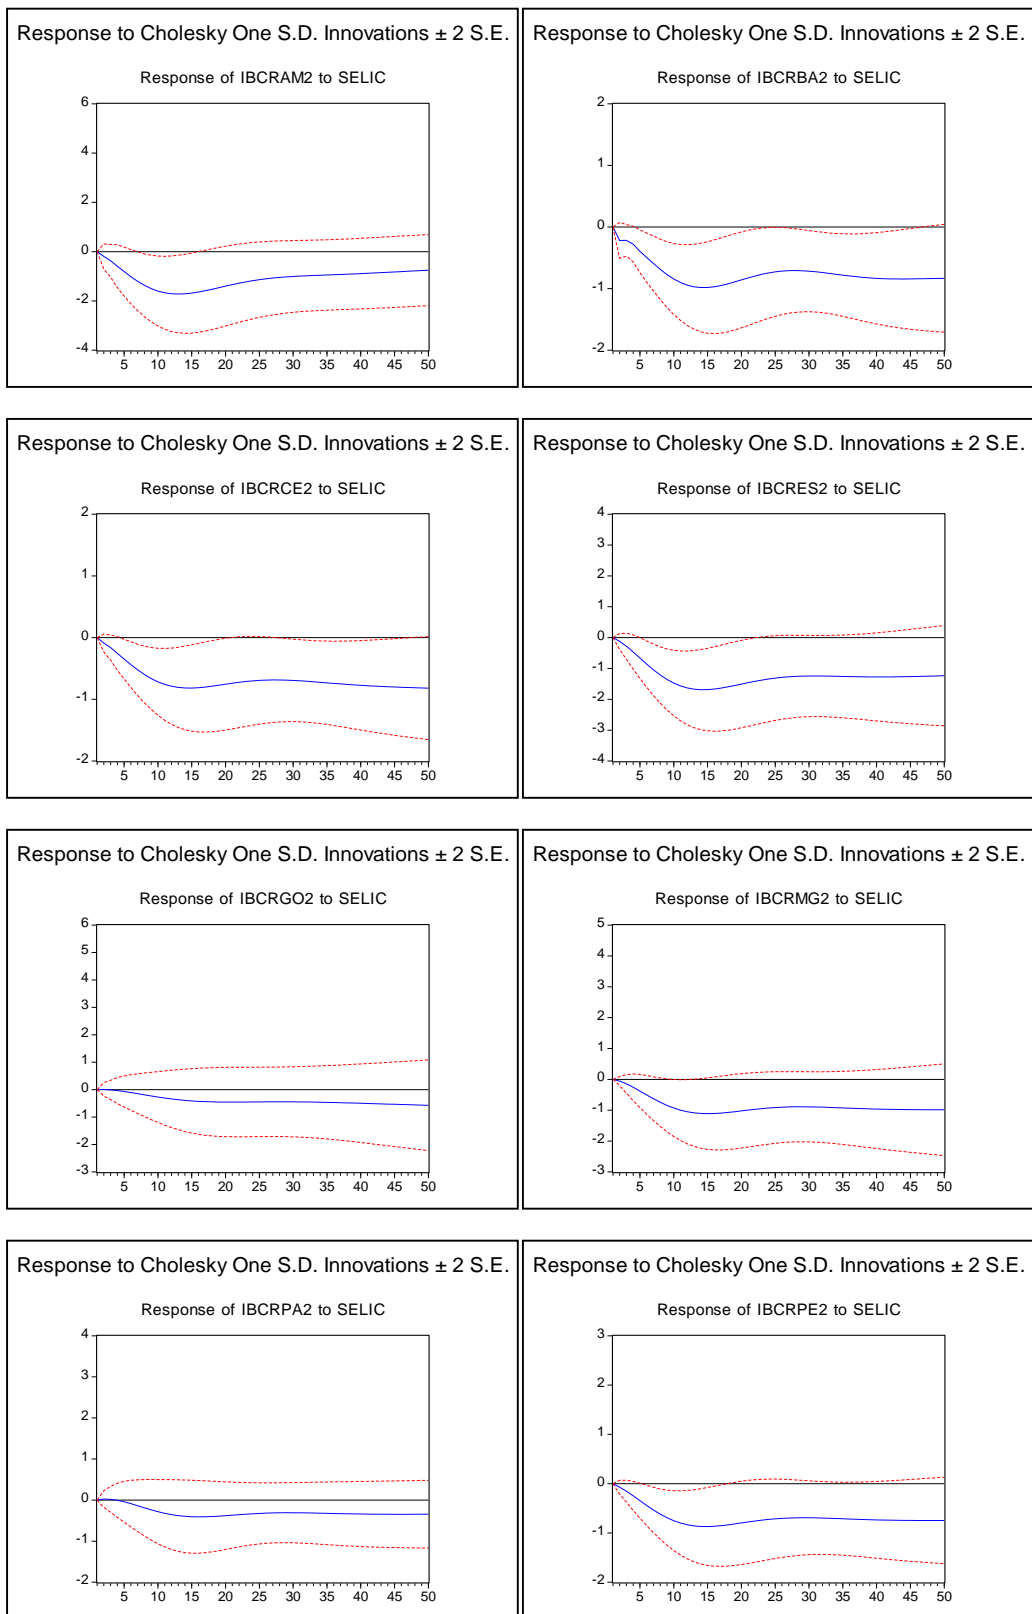 Response to Cholesky One S.D. Innovations ± 2 S.E.
Response of IBCRAM2 to SELIC
6
4
2
0
-2
-4
5 10 15 20 25 30 35 40 45 50
Response to Cholesky One S.D. Innovations ± 2 S.E.
Response of IBCRBA2 to SELIC
2
1
0
-1
-2
5 10 15 20 25 30 35 40 45 50
Response to Cholesky One S.D. Innovations ± 2 S.E.
Response of IBCRCE2 to SELIC
2
1
0
-1
-2
5 10 15 20 25 30 35 40 45 50
Response to Cholesky One S.D. Innovations ± 2 S.E.
Response of IBCRES2 to SELIC
4
3
2
1
0
-1
-2
-3
-4
5 10 15 20 25 30 35 40 45 50
Response to Cholesky One S.D. Innovations ± 2 S.E.
Response of IBCRGO2 to SELIC
6
5
4
3
2
1
0
-1
-2
-3
5 10 15 20 25 30 35 40 45 50
Response to Cholesky One S.D. Innovations ± 2 S.E.
Response of IBCRMG2 to SELIC
5
4
3
2
1
0
-1
-2
-3
5 10 15 20 25 30 35 40 45 50
Response to Cholesky One S.D. Innovations ± 2 S.E.
Response of IBCRPA2 to SELIC
4
3
2
1
0
-1
-2
5 10 15 20 25 30 35 40 45 50
Response to Cholesky One S.D. Innovations ± 2 S.E.
Response of IBCRPE2 to SELIC
3
2
1
0
-1
-2
5 10 15 20 25 30 35 40 45 50